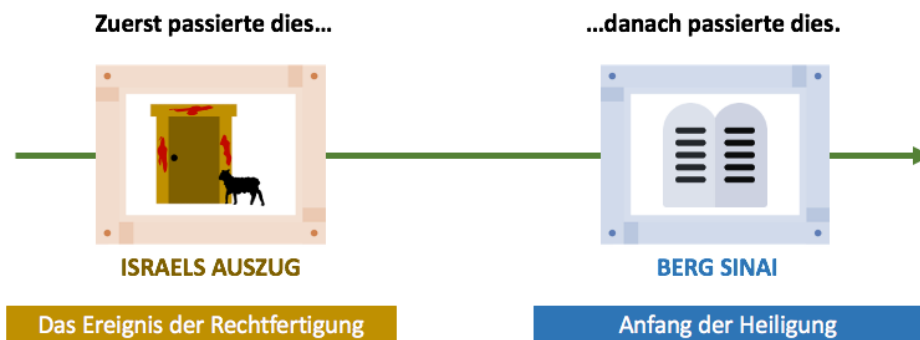 Zuerst passierte dies...
...danach passierte dies.
ISRAELS AUSZUG
BERG SINAI
Das Ereignis der Rechtfertigung
Anfang der Heiligung